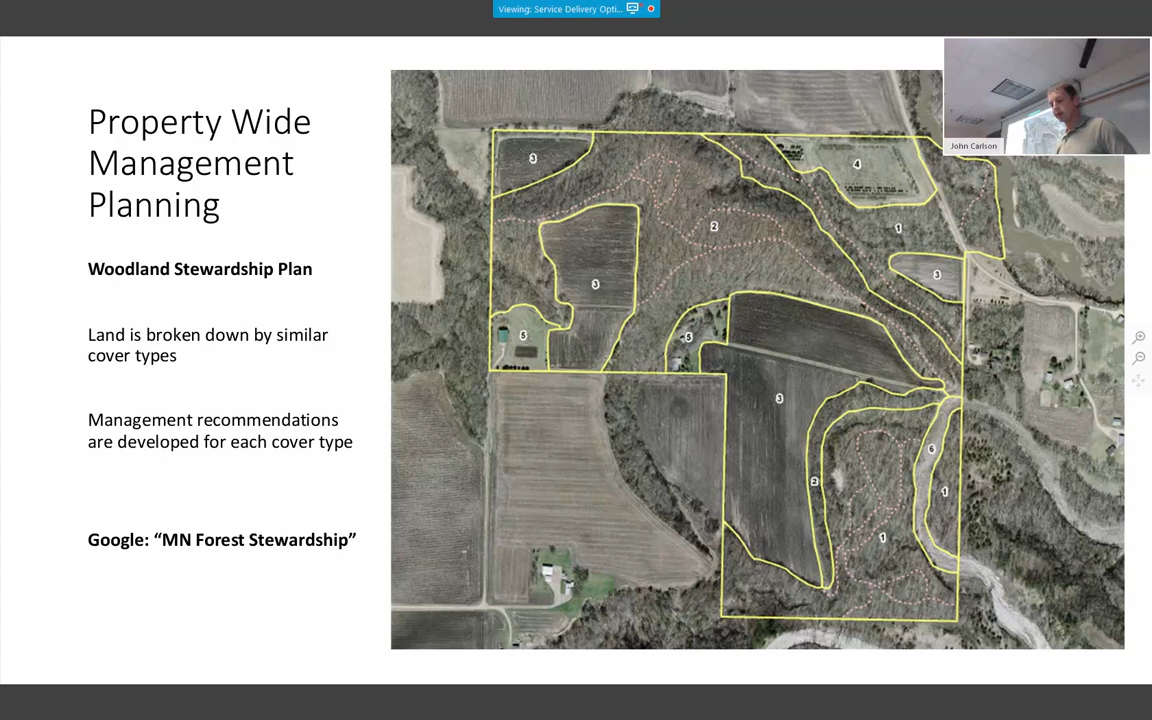 Viewing: Service Delivery Opti...
John Carlson
Property Wide
Management
Planning
Woodland Stewardship Plan
Land is broken down by similar
cover types
Management recommendations
are developed for each cover type
Google: “MN Forest Stewardship”
3
4
2
1
3
3
5
5
3
6
2
1
1